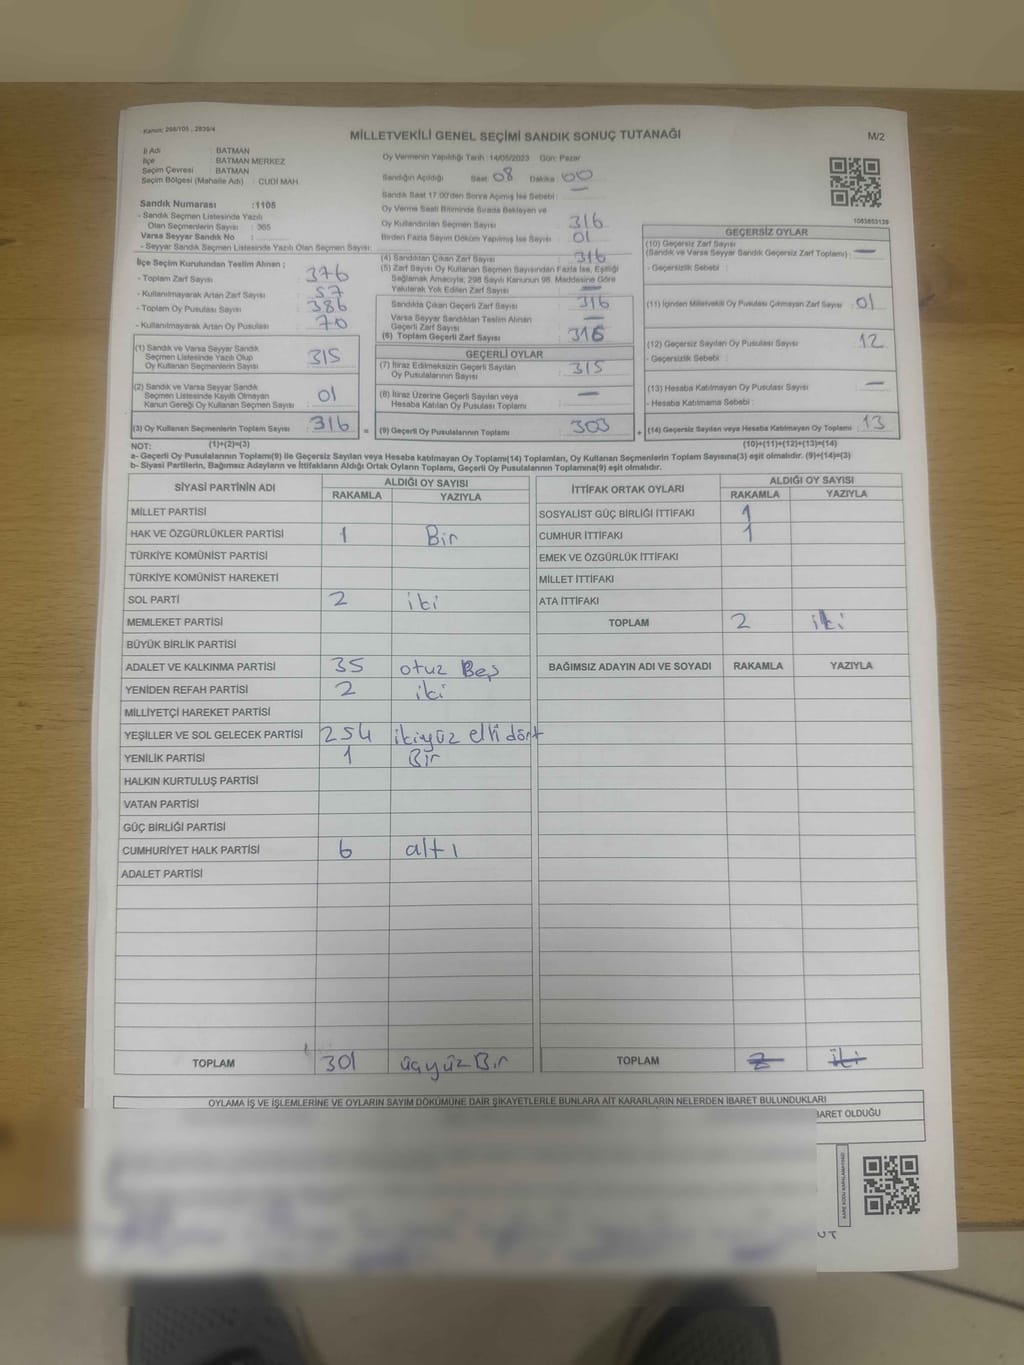 Kanun: 298/105 , 2839/4
MİLLETVEKİLİ GENEL SEÇİMİ SANDIK SONUÇ TUTANAĞI
M/2
İl Adı : BATMAN
İlçe : BATMAN MERKEZ
Seçim Çevresi : BATMAN
Seçim Bölgesi (Mahalle Adı) : CUDİ MAH.
Sandık Numarası :1105
- Sandık Seçmen Listesinde Yazılı
Olan Seçmenlerin Sayısı : 365
Varsa Seyyar Sandık No :
- Seyyar Sandık Seçmen Listesinde Yazılı Olan Seçmen Sayısı:
İlçe Seçim Kurulundan Teslim Alınan ;
- Toplam Zarf Sayısı 376
- Kullanılmayarak Artan Zarf Sayısı 57
- Toplam Oy Pusulası Sayısı 386
- Kullanılmayarak Artan Oy Pusulası 70
(1) Sandık ve Varsa Seyyar Sandık
Seçmen Listesinde Yazılı Olup
Oy Kullanan Seçmenlerin Sayısı 315
(2) Sandık ve Varsa Seyyar Sandık
Seçmen Listesinde Kayıtlı Olmayan
Kanun Gereği Oy Kullanan Seçmen Sayısı 01
(3) Oy Kullanan Seçmenlerin Toplam Sayısı 316 =
Oy Vermenin Yapıldığı Tarih :14/05/2023 Gün: Pazar
Sandığın Açıldığı Saat 08 Dakika 00
Sandık Saat 17.00'den Sonra Açılmış İse Sebebi : —
Oy Verme Saati Bitiminde Sırada Bekleyen ve
Oy Kullandırılan Seçmen Sayısı 316
Birden Fazla Sayım Döküm Yapılmış İse Sayısı 01
(4) Sandıktan Çıkan Zarf Sayısı 316
(5) Zarf Sayısı Oy Kullanan Seçmen Sayısından Fazla İse, Eşitliği
Sağlamak Amacıyla, 298 Sayılı Kanunun 98. Maddesine Göre
Yakılarak Yok Edilen Zarf Sayısı —
Sandıkta Çıkan Geçerli Zarf Sayısı 316
Varsa Seyyar Sandıktan Teslim Alınan
Geçerli Zarf Sayısı —
(6) Toplam Geçerli Zarf Sayısı 316
GEÇERLİ OYLAR
(7) İtiraz Edilmeksizin Geçerli Sayılan
Oy Pusulalarının Sayısı 315
(8) İtiraz Üzerine Geçerli Sayılan veya
Hesaba Katılan Oy Pusulası Toplamı —
(9) Geçerli Oy Pusulalarının Toplamı 303 +
1063853139
GEÇERSİZ OYLAR
(10) Geçersiz Zarf Sayısı
(Sandık ve Varsa Seyyar Sandık Geçersiz Zarf Toplamı) : —
- Geçersizlik Sebebi :
(11) İçinden Milletvekili Oy Pusulası Çıkmayan Zarf Sayısı :01
(12) Geçersiz Sayılan Oy Pusulası Sayısı 12
- Geçersizlik Sebebi :
(13) Hesaba Katılmayan Oy Pusulası Sayısı —
- Hesaba Katılmama Sebebi :
(14) Geçersiz Sayılan veya Hesaba Katılmayan Oy Toplamı 13
NOT: (1)+(2)=(3) (10)+(11)+(12)+(13)=(14)
a- Geçerli Oy Pusulalarının Toplamı(9) ile Geçersiz Sayılan veya Hesaba Katılmayan Oy Toplamı(14) Toplamları, Oy Kullanan Seçmenlerin Toplam Sayısına(3) eşit olmalıdır. (9)+(14)=(3)
b- Siyasi Partilerin, Bağımsız Adayların ve İttifakların Aldığı Ortak Oyların Toplamı, Geçerli Oy Pusulalarının Toplamına(9) eşit olmalıdır.
SİYASİ PARTİNİN ADI ALDIĞI OY SAYISI
RAKAMLA YAZIYLA
MİLLET PARTİSİ
HAK VE ÖZGÜRLÜKLER PARTİSİ 1 Bir
TÜRKİYE KOMÜNİST PARTİSİ
TÜRKİYE KOMÜNİST HAREKETİ
SOL PARTİ 2 iki
MEMLEKET PARTİSİ
BÜYÜK BİRLİK PARTİSİ
ADALET VE KALKINMA PARTİSİ 35 otuz Beş
YENİDEN REFAH PARTİSİ 2 iki
MİLLİYETÇİ HAREKET PARTİSİ
YEŞİLLER VE SOL GELECEK PARTİSİ 254 ikiyüz elli dört
YENİLİK PARTİSİ 1 Bir
HALKIN KURTULUŞ PARTİSİ
VATAN PARTİSİ
GÜÇ BİRLİĞİ PARTİSİ
CUMHURİYET HALK PARTİSİ 6 altı
ADALET PARTİSİ
TOPLAM 301 üçyüz Bir
İTTİFAK ORTAK OYLARI ALDIĞI OY SAYISI
RAKAMLA YAZIYLA
SOSYALİST GÜÇ BİRLİĞİ İTTİFAKI 1
CUMHUR İTTİFAKI 1
EMEK VE ÖZGÜRLÜK İTTİFAKI
MİLLET İTTİFAKI
ATA İTTİFAKI
TOPLAM 2 iki
BAĞIMSIZ ADAYIN ADI VE SOYADI RAKAMLA YAZIYLA
TOPLAM 2 iki
OYLAMA İŞ VE İŞLEMLERİNE VE OYLARIN SAYIM DÖKÜMÜNE DAİR ŞİKAYETLERLE BUNLARA AİT KARARLARIN NELERDEN İBARET BULUNDUKLARI
BARET OLDUĞU
UT